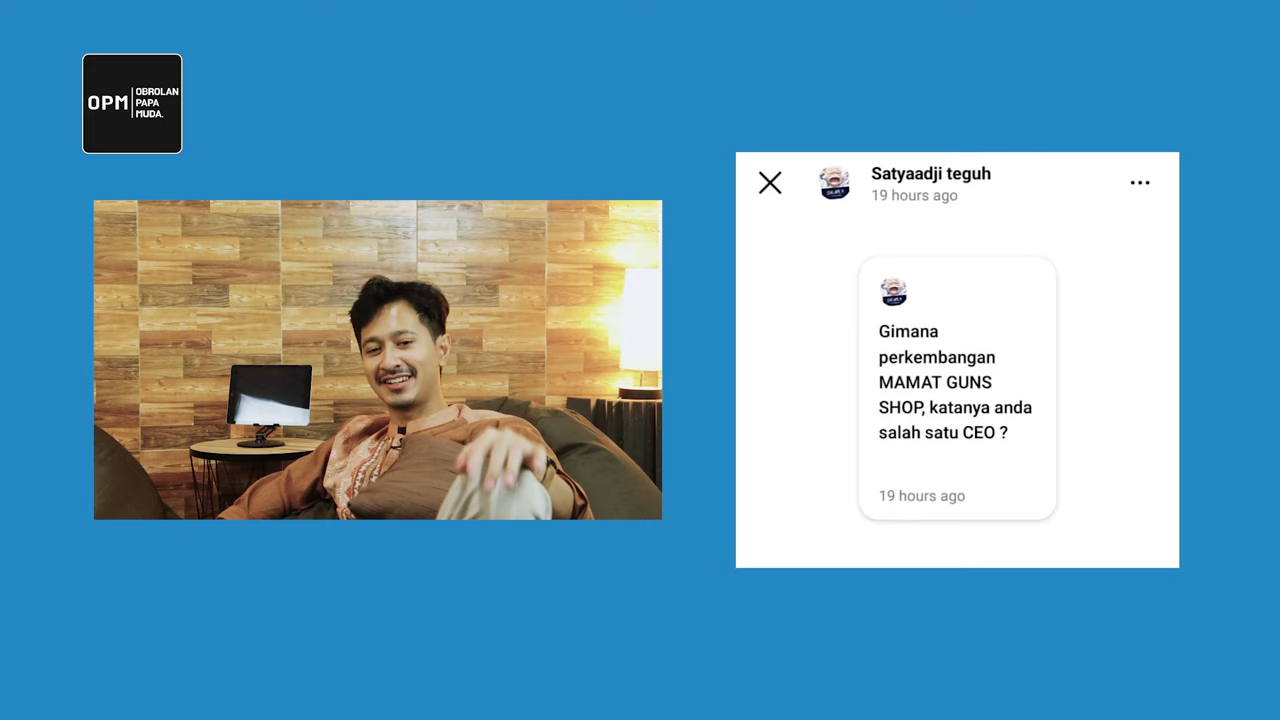 OPM
OBROLAN
PAPA
MUDA.
Satyaadji teguh
19 hours ago
Gimana
perkembangan
MAMAT GUNS
SHOP, katanya anda
salah satu CEO ?
19 hours ago